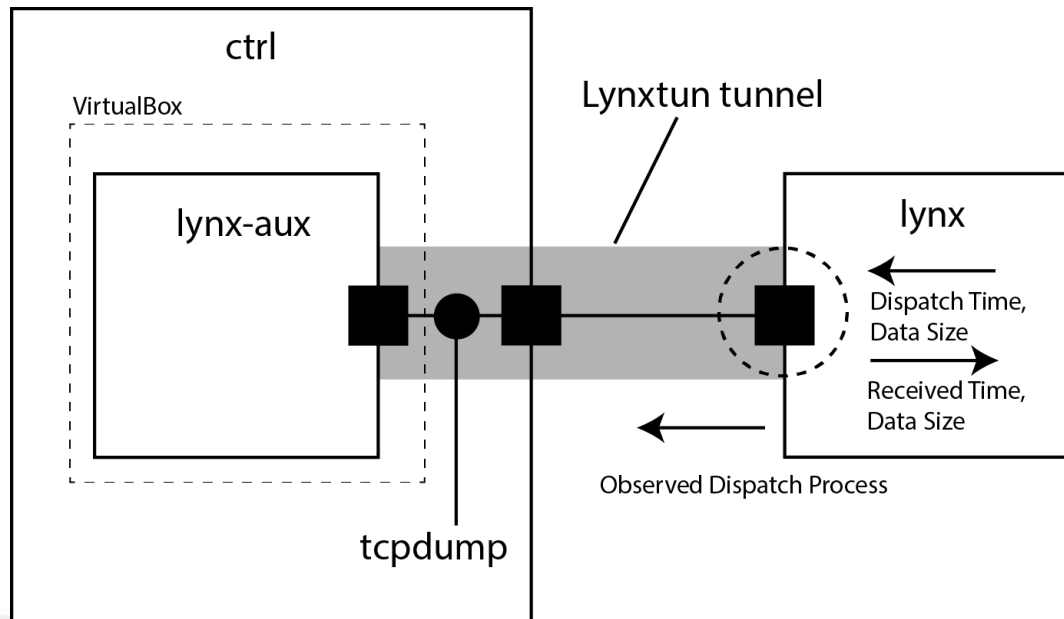 ctrl
VirtualBox
Lynxtun tunnel
lynx-aux
lynx
Dispatch Time,
Data Size
Received Time,
Data Size
Observed Dispatch Process
tcpdump